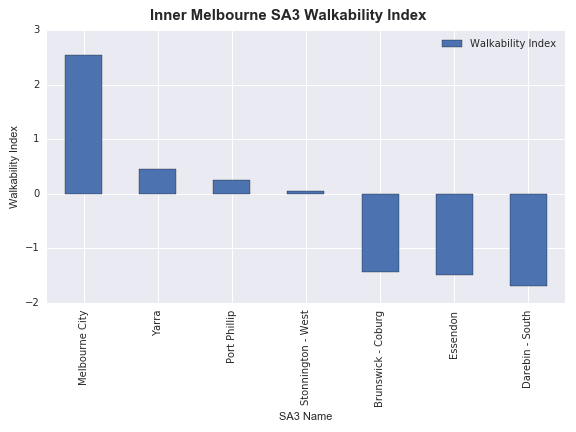 Inner Melbourne SA3 Walkability Index
Walkability Index
3
2
1
0
−1
−2
Walkability Index
Melbourne City
Yarra
Port Phillip
Stonnington - West
Brunswick - Coburg
Essendon
Darebin - South
SA3 Name